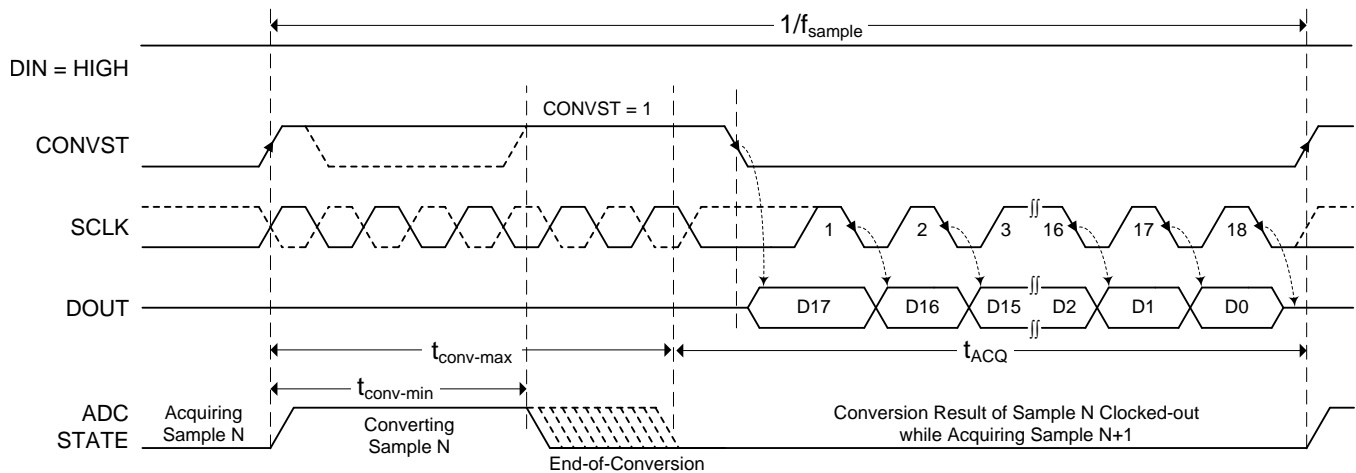 1/fsample
DIN = HIGH
CONVST = 1
CONVST
SCLK
1 2 3 16 17 18
DOUT
D17 D16 D15 D2 D1 D0
tconv-max
tACQ
tconv-min
ADC
STATE
Acquiring
Sample N
Converting
Sample N
End-of-Conversion
Conversion Result of Sample N Clocked-out
while Acquiring Sample N+1